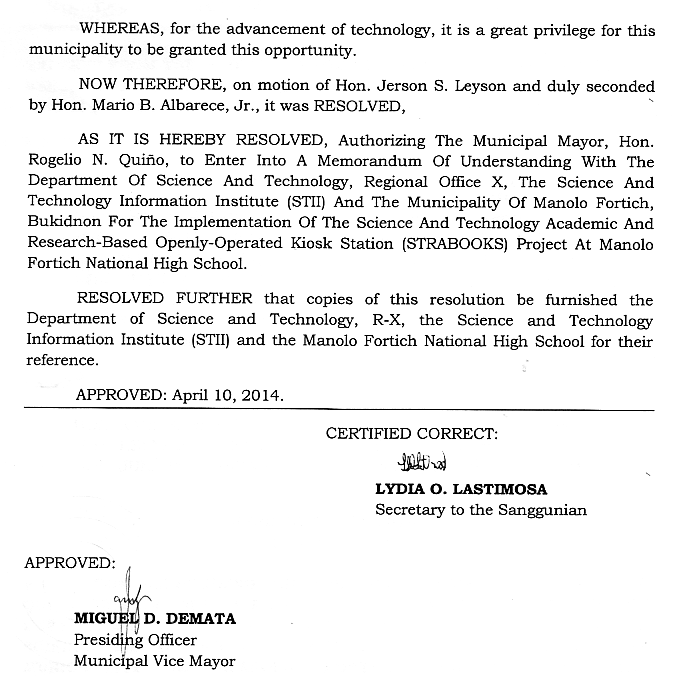 WHEREAS, for the advancement of technology, it is a great privilege for this
municipality to be granted this opportunity.
NOW THEREFORE, on motion of Hon. Jerson S. Leyson and duly seconded
by Hon. Mario B. Albarece, Jr., it was RESOLVED,
AS IT IS HEREBY RESOLVED, Authorizing The Municipal Mayor, Hon.
Rogelio N. Quiño, to Enter Into A Memorandum Of Understanding With The
Department Of Science And Technology, Regional Office X, The Science And
Technology Information Institute (STII) And The Municipality Of Manolo Fortich,
Bukidnon For The Implementation Of The Science And Technology Academic And
Research-Based Openly-Operated Kiosk Station (STRABOOKS) Project At Manolo
Fortich National High School.
RESOLVED FURTHER that copies of this resolution be furnished the
Department of Science and Technology, R-X, the Science and Technology
Information Institute (STII) and the Manolo Fortich National High School for their
reference.
APPROVED: April 10, 2014.
CERTIFIED CORRECT:
LYDIA O. LASTIMOSA
Secretary to the Sanggunian
APPROVED:
MIGUEL D. DEMATA
Presiding Officer
Municipal Vice Mayor